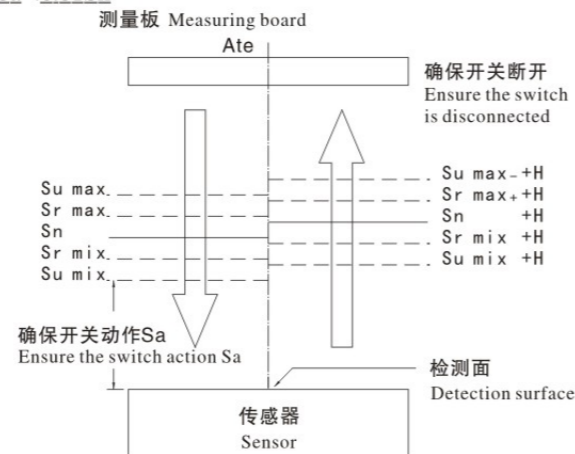 测量板 Measuring board
Ate
确保开关断开
Ensure the switch
is disconnected
Su max
Sr max
Sn
Sr mix
Su mix
Su max- +H
Sr max+ +H
Sn +H
Sr mix +H
Su mix +H
确保开关动作Sa
Ensure the switch action Sa
检测面
Detection surface
传感器
Sensor